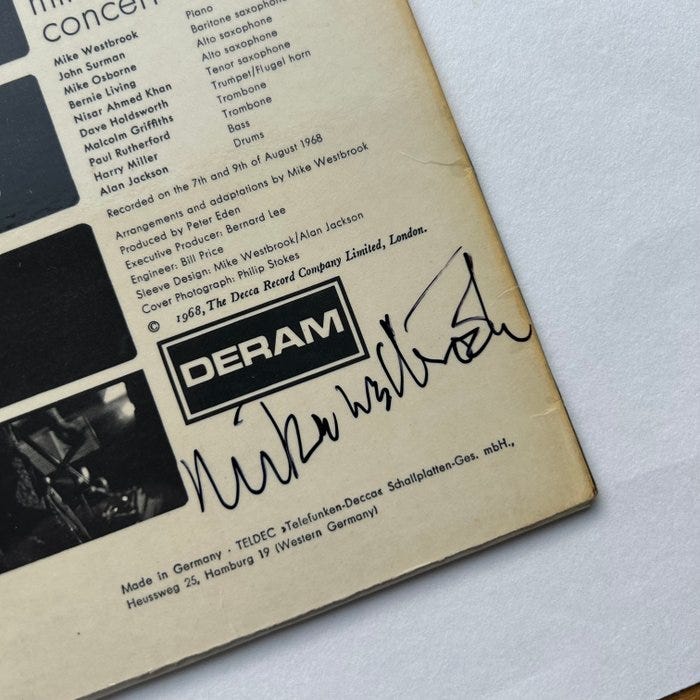 concert
Mike Westbrook Piano
John Surman Baritone saxophone
Mike Osborne Alto saxophone
Bernie Living Alto saxophone
Nisar Ahmed Khan Tenor saxophone
Dave Holdsworth Trumpet/Flugel horn
Malcolm Griffiths Trombone
Paul Rutherford Trombone
Harry Miller Bass
Alan Jackson Drums
Recorded on the 7th and 9th of August 1968
Arrangements and adaptations by Mike Westbrook
Produced by Peter Eden
Executive Producer: Bernard Lee
Engineer: Bill Price
Sleeve Design: Mike Westbrook/Alan Jackson
Cover Photograph: Philip Stokes
© 1968, The Decca Record Company Limited, London.
DERAM
Mike Westbrook
Made in Germany · TELDEC »Telefunken-Decca« Schallplatten-Ges. mbH.,
Heussweg 25, Hamburg 19 (Western Germany)